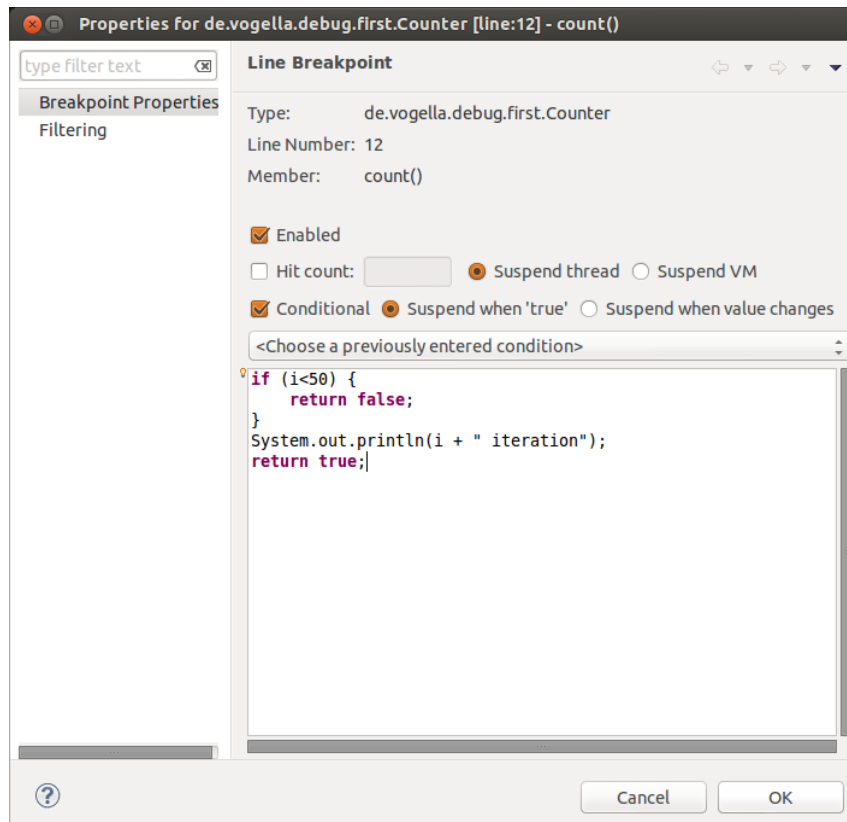 Properties for de.vogella.debug.first.Counter [line:12] - count()
type filter text
Breakpoint Properties
Filtering
Line Breakpoint
Type: de.vogella.debug.first.Counter
Line Number: 12
Member: count()
Enabled
Hit count: Suspend thread Suspend VM
Conditional Suspend when 'true' Suspend when value changes
<Choose a previously entered condition>
if (i<50) {
    return false;
}
System.out.println(i + " iteration");
return true;
?
Cancel OK